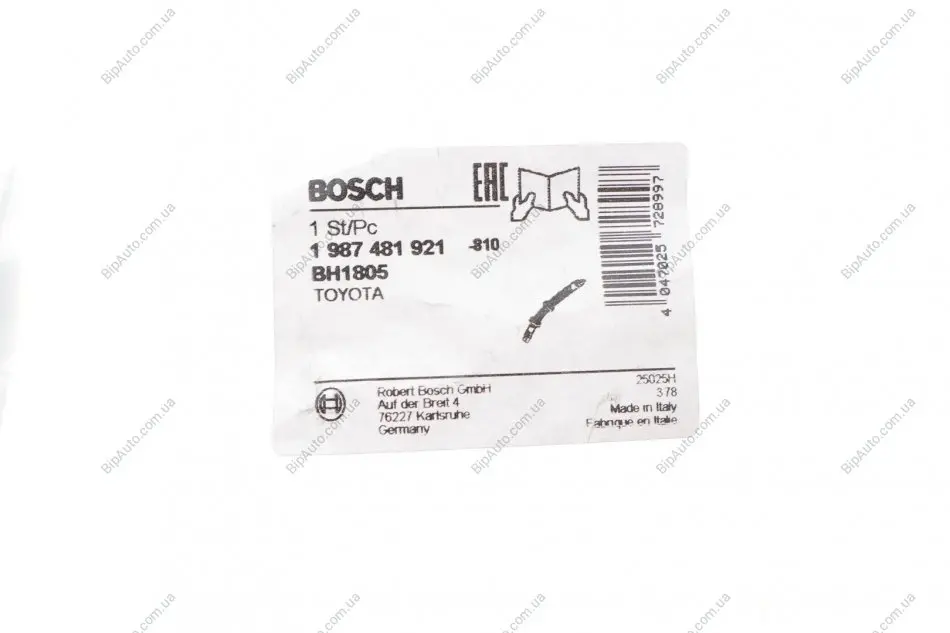 BOSCH
EAC
1 St/Pc
1 987 481 921 -810
BH1805
TOYOTA
4 047025 728997
Robert Bosch GmbH
Auf der Breit 4
76227 Karlsruhe
Germany
25025H
378
Made in Italy
Fabrique en Italie
BipAuto.com.ua